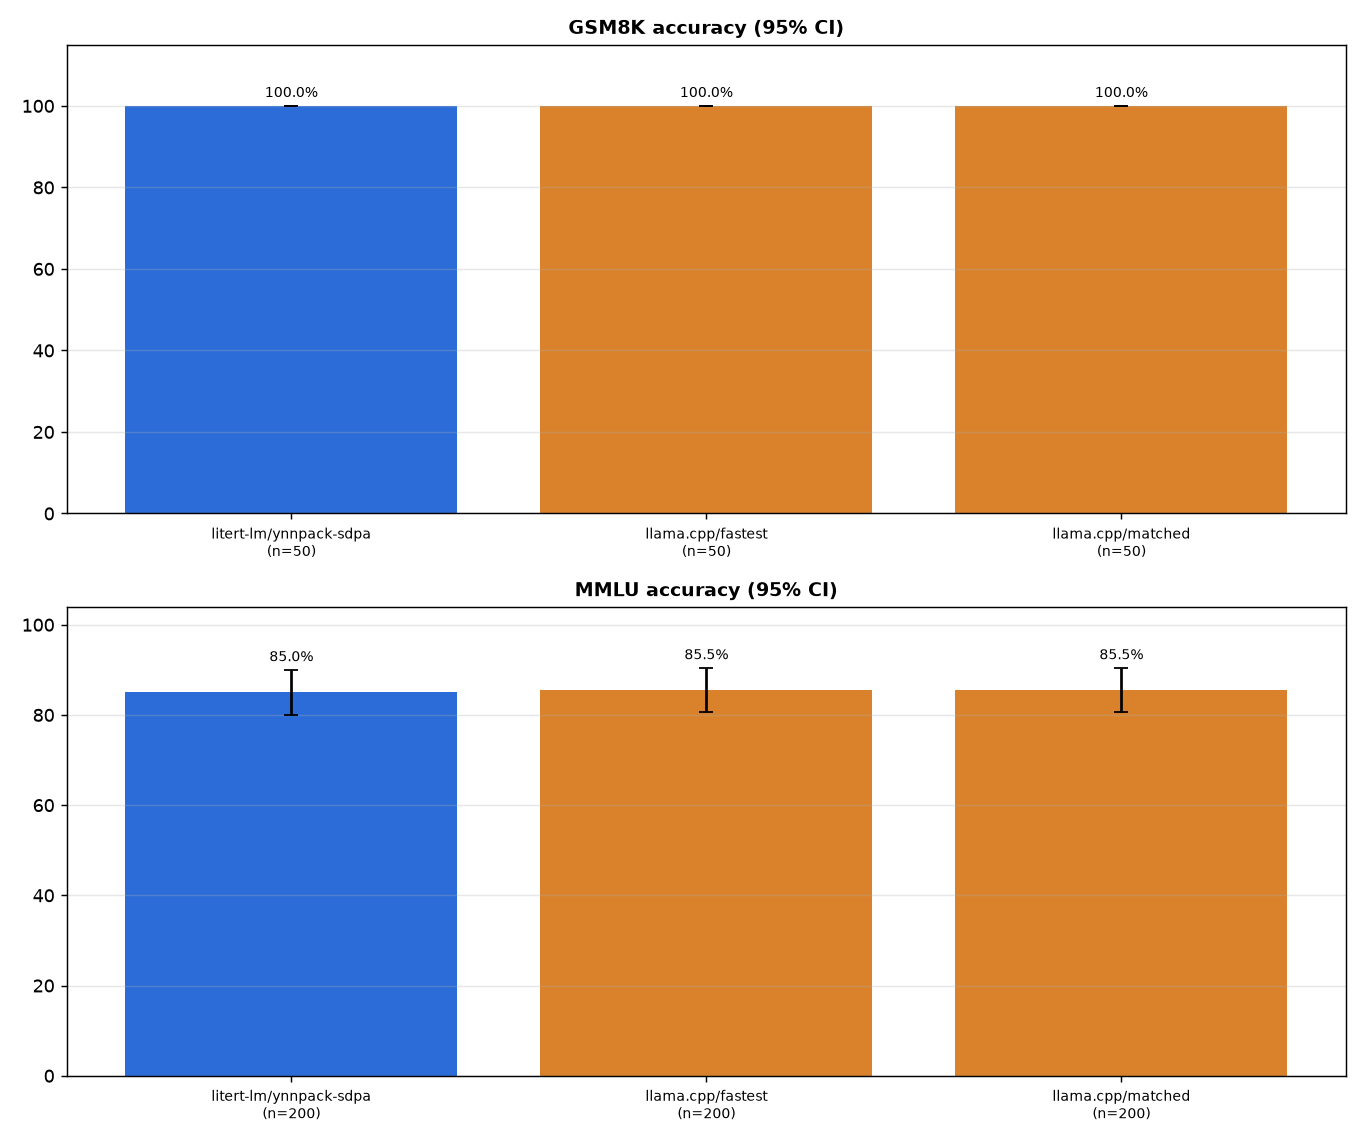 GSM8K accuracy (95% CI)
100
80
60
40
20
0
100.0%
100.0%
100.0%
litert-lm/ynnpack-sdpa
(n=50)
llama.cpp/fastest
(n=50)
llama.cpp/matched
(n=50)
MMLU accuracy (95% CI)
100
80
60
40
20
0
85.0%
85.5%
85.5%
litert-lm/ynnpack-sdpa
(n=200)
llama.cpp/fastest
(n=200)
llama.cpp/matched
(n=200)